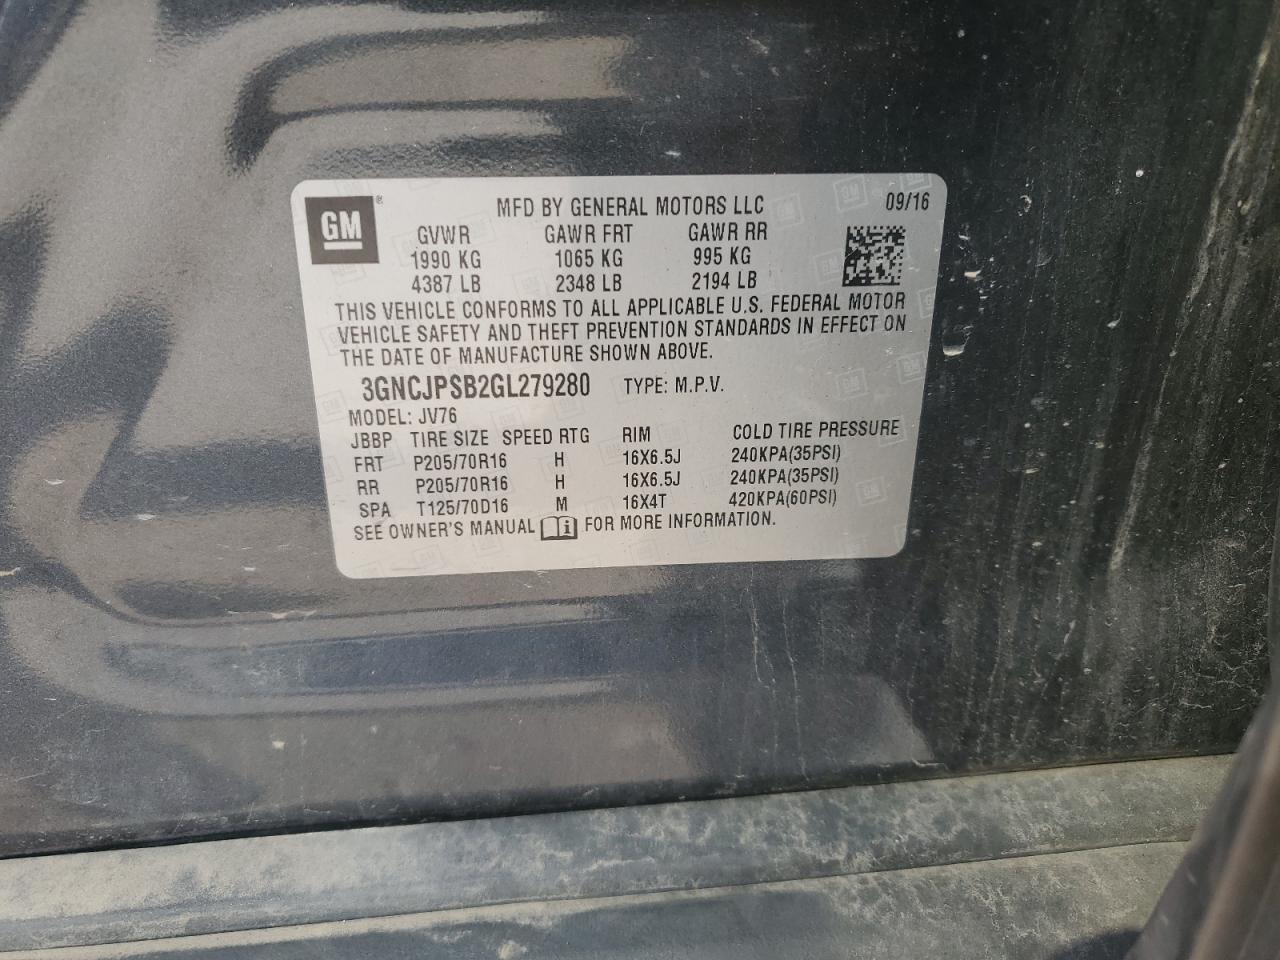 GM® MFD BY GENERAL MOTORS LLC 09/16
GVWR GAWR FRT GAWR RR
1990 KG 1065 KG 995 KG
4387 LB 2348 LB 2194 LB
THIS VEHICLE CONFORMS TO ALL APPLICABLE U.S. FEDERAL MOTOR
VEHICLE SAFETY AND THEFT PREVENTION STANDARDS IN EFFECT ON
THE DATE OF MANUFACTURE SHOWN ABOVE.
3GNCJPSB2GL279280 TYPE: M.P.V.
MODEL: JV76
JBBP TIRE SIZE SPEED RTG RIM COLD TIRE PRESSURE
FRT P205/70R16 H 16X6.5J 240KPA(35PSI)
RR P205/70R16 H 16X6.5J 240KPA(35PSI)
SPA T125/70D16 M 16X4T 420KPA(60PSI)
SEE OWNER'S MANUAL FOR MORE INFORMATION.